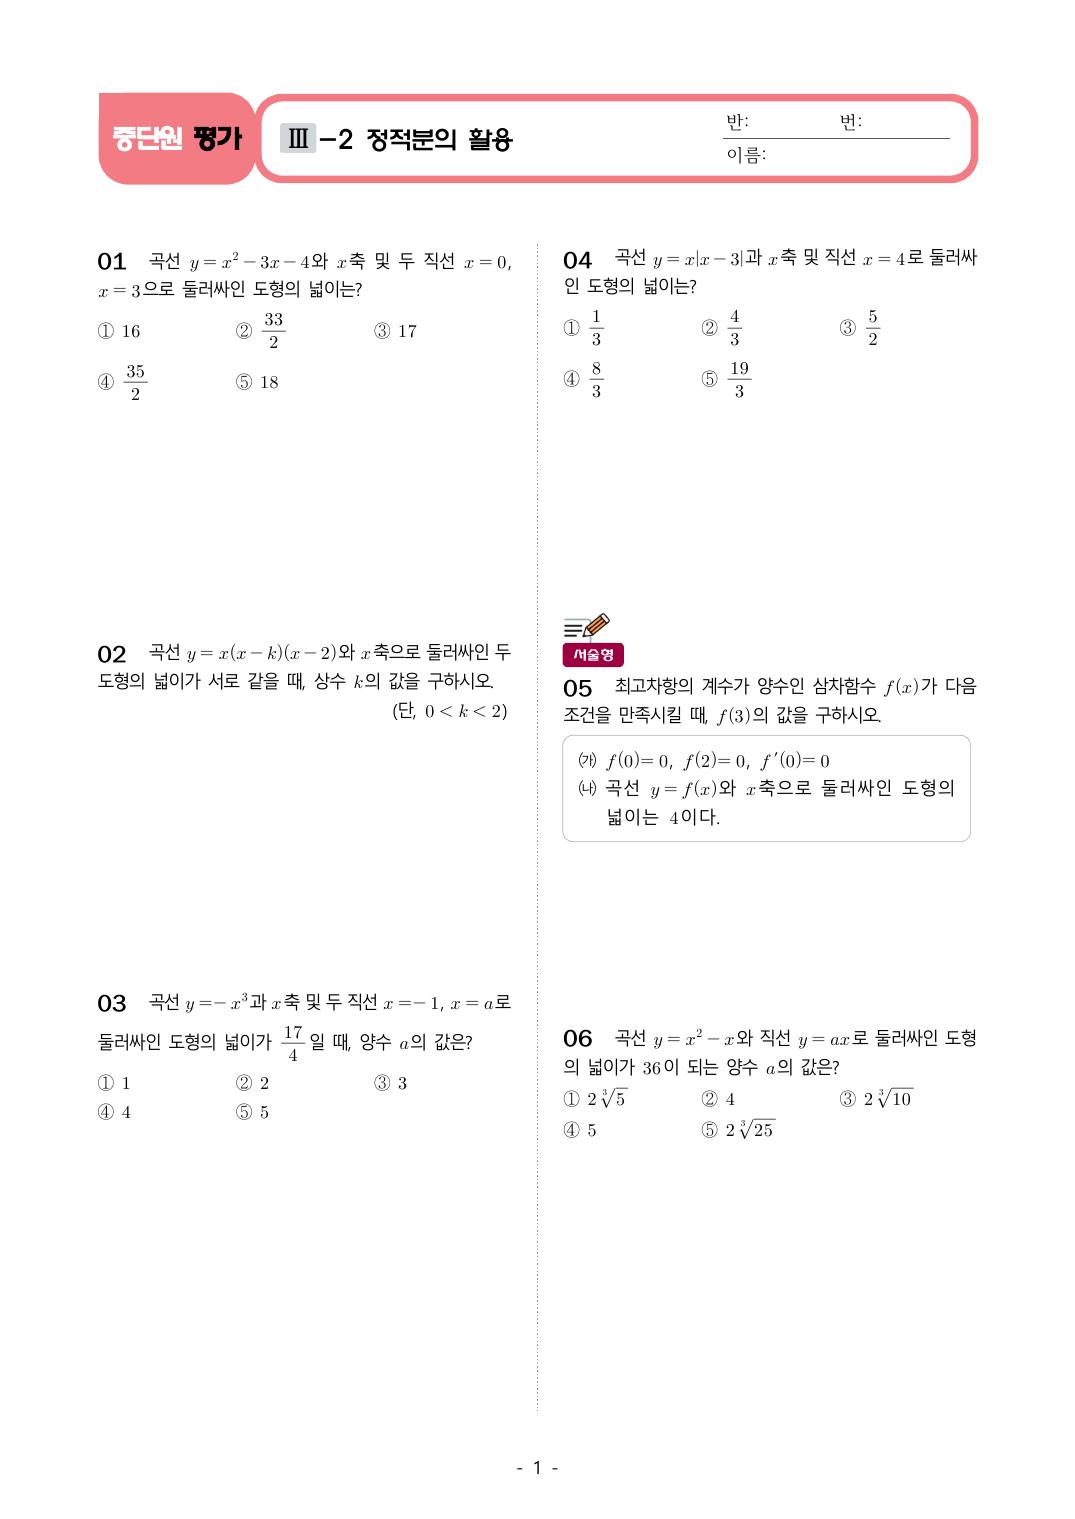 중단원 평가
Ⅲ-2 정적분의 활용
반: 번:
이름:
01 곡선 y=x²-3x-4와 x축 및 두 직선 x=0,
x=3으로 둘러싸인 도형의 넓이는?
① 16 ② 33/2 ③ 17
④ 35/2 ⑤ 18
02 곡선 y=x(x-k)(x-2)와 x축으로 둘러싸인 두
도형의 넓이가 서로 같을 때, 상수 k의 값을 구하시오.
(단, 0<k<2)
03 곡선 y=-x³과 x축 및 두 직선 x=-1, x=a로
둘러싸인 도형의 넓이가 17/4일 때, 양수 a의 값은?
① 1 ② 2 ③ 3
④ 4 ⑤ 5
04 곡선 y=x|x-3|과 x축 및 직선 x=4로 둘러싸
인 도형의 넓이는?
① 1/3 ② 4/3 ③ 5/2
④ 8/3 ⑤ 19/3
서술형
05 최고차항의 계수가 양수인 삼차함수 f(x)가 다음
조건을 만족시킬 때, f(3)의 값을 구하시오.
㈎ f(0)=0, f(2)=0, f′(0)=0
㈏ 곡선 y=f(x)와 x축으로 둘러싸인 도형의
넓이는 4이다.
06 곡선 y=x²-x와 직선 y=ax로 둘러싸인 도형
의 넓이가 36이 되는 양수 a의 값은?
① 2∛5 ② 4 ③ 2∛10
④ 5 ⑤ 2∛25
- 1 -